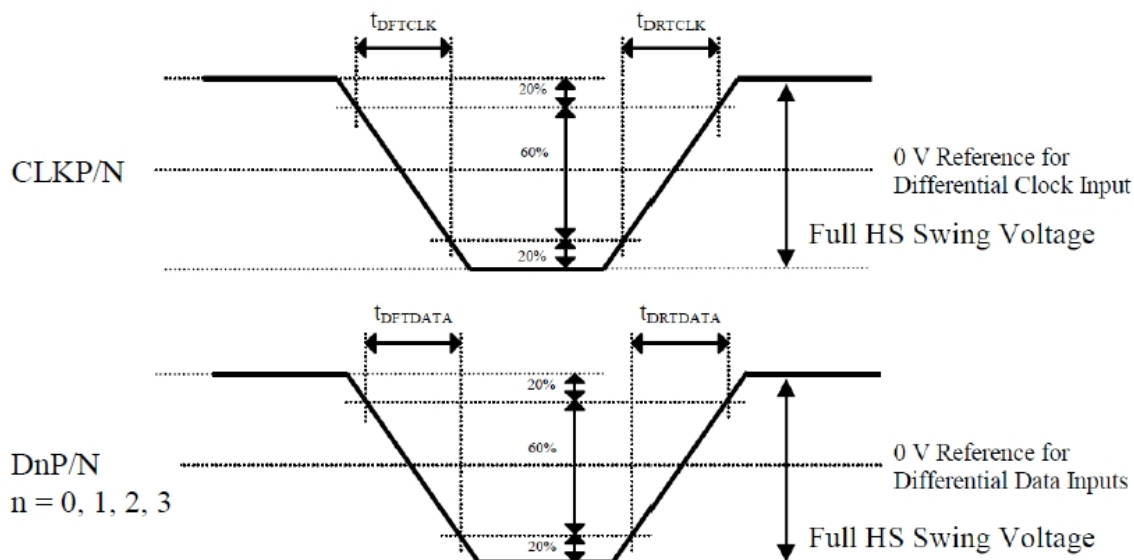 tDFTCLK
tDRTCLK
20%
60%
20%
CLKP/N
0 V Reference for
Differential Clock Input
Full HS Swing Voltage
tDFTDATA
tDRTDATA
20%
60%
20%
DnP/N
n = 0, 1, 2, 3
0 V Reference for
Differential Data Inputs
Full HS Swing Voltage